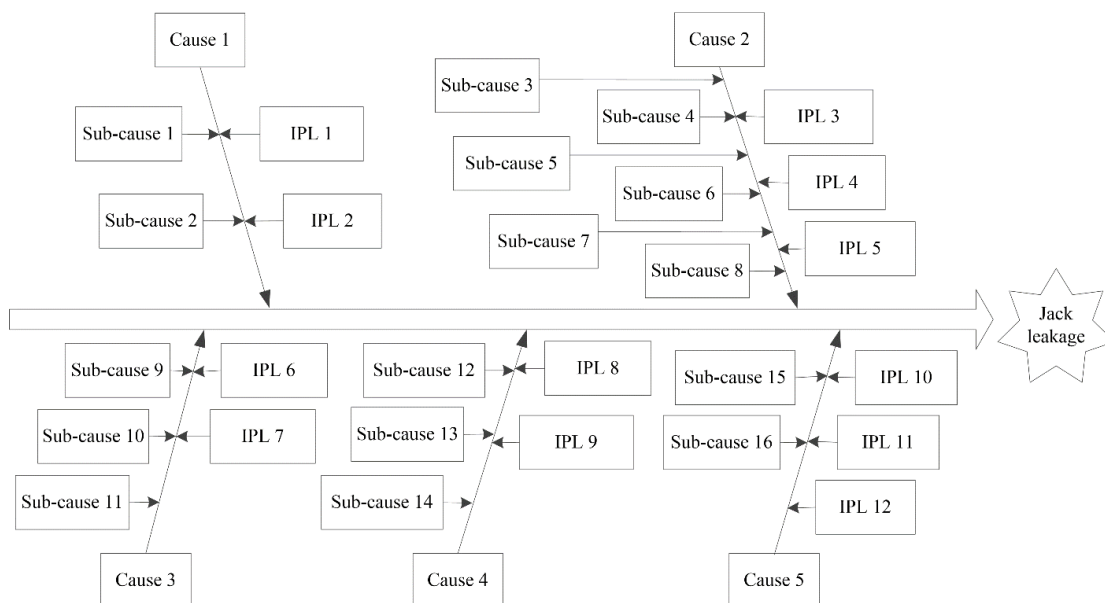 Cause 1
Cause 2
Sub-cause 3
Sub-cause 4
IPL 3
Sub-cause 1
IPL 1
Sub-cause 5
IPL 4
Sub-cause 6
Sub-cause 2
IPL 2
Sub-cause 7
IPL 5
Sub-cause 8
Jack
leakage
Sub-cause 9
IPL 6
Sub-cause 12
IPL 8
Sub-cause 15
IPL 10
Sub-cause 10
IPL 7
Sub-cause 13
IPL 9
Sub-cause 16
IPL 11
Sub-cause 11
Sub-cause 14
IPL 12
Cause 3
Cause 4
Cause 5